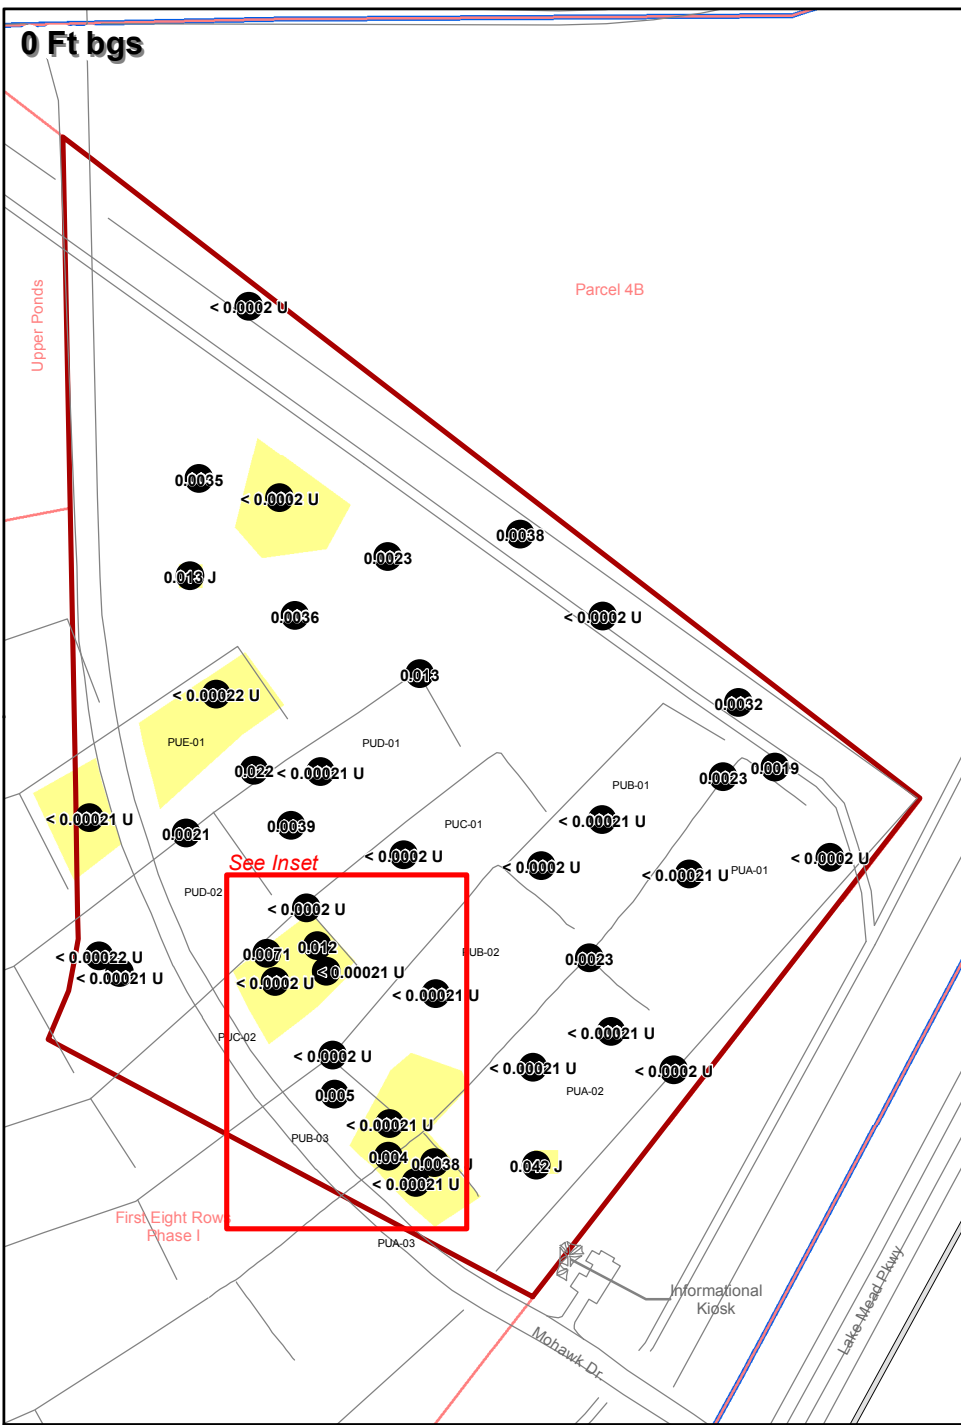 0 Ft bgs
Parcel 4B
Upper Ponds
< 0.0002 U
0.0035
< 0.0002 U
0.0038
0.0023
0.013 J
0.0036
< 0.0002 U
0.013
< 0.00022 U
0.0032
PUE-01
PUD-01
0.022
< 0.00021 U
0.0023
0.0019
PUB-01
< 0.00021 U
0.0021
0.0039
< 0.00021 U
PUC-01
< 0.0002 U
See Inset
< 0.0002 U
< 0.00021 U
PUA-01
< 0.0002 U
PUD-02
< 0.0002 U
0.0071
0.012
PUB-02
< 0.00022 U
< 0.00021 U
< 0.0002 U
< 0.00021 U
0.0023
< 0.00021 U
PUC-02
< 0.0002 U
< 0.00021 U
< 0.00021 U
< 0.0002 U
0.005
PUA-02
< 0.00021 U
PUB-03
0.004
0.0038 U
0.042 J
< 0.00021 U
First Eight Rows
Phase I
PUA-03
Informational
Kiosk
Mohawk Dr
Lake Mead Pkwy